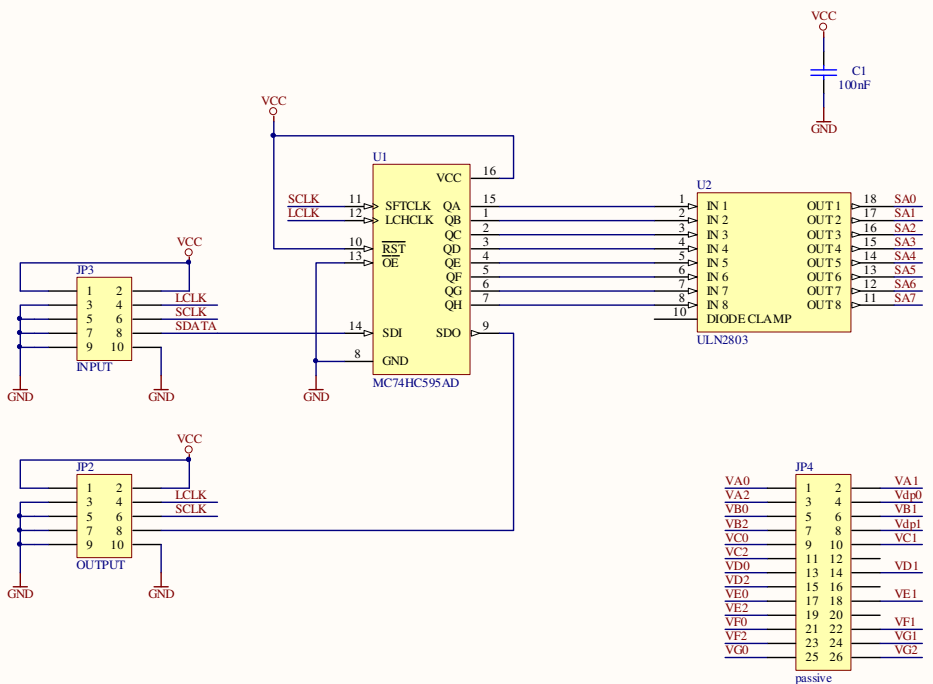 VCC
C1
100nF
GND
VCC
U1
VCC 16
SCLK 11 SFTCLK QA 15
LCLK 12 LCHCLK QB 1
QC 2
10 RST QD 3
13 OE QE 4
QF 5
QG 6
QH 7
14 SDI SDO 9
8 GND
MC74HC595AD
GND
U2
1 IN 1 OUT 1 18 SA0
2 IN 2 OUT 2 17 SA1
3 IN 3 OUT 3 16 SA2
4 IN 4 OUT 4 15 SA3
5 IN 5 OUT 5 14 SA4
6 IN 6 OUT 6 13 SA5
7 IN 7 OUT 7 12 SA6
8 IN 8 OUT 8 11 SA7
10 DIODE CLAMP
ULN2803
VCC
JP3
1 2
3 4 LCLK
5 6 SCLK
7 8 SDATA
9 10
INPUT
GND GND
VCC
JP2
1 2
3 4 LCLK
5 6 SCLK
7 8
9 10
OUTPUT
GND GND
JP4
VA0 1 2 VA1
VA2 3 4 Vdp0
VB0 5 6 VB1
VB2 7 8 Vdp1
VC0 9 10 VC1
VC2 11 12
VD0 13 14 VD1
VD2 15 16
VE0 17 18 VE1
VE2 19 20
VF0 21 22 VF1
VF2 23 24 VG1
VG0 25 26 VG2
passive